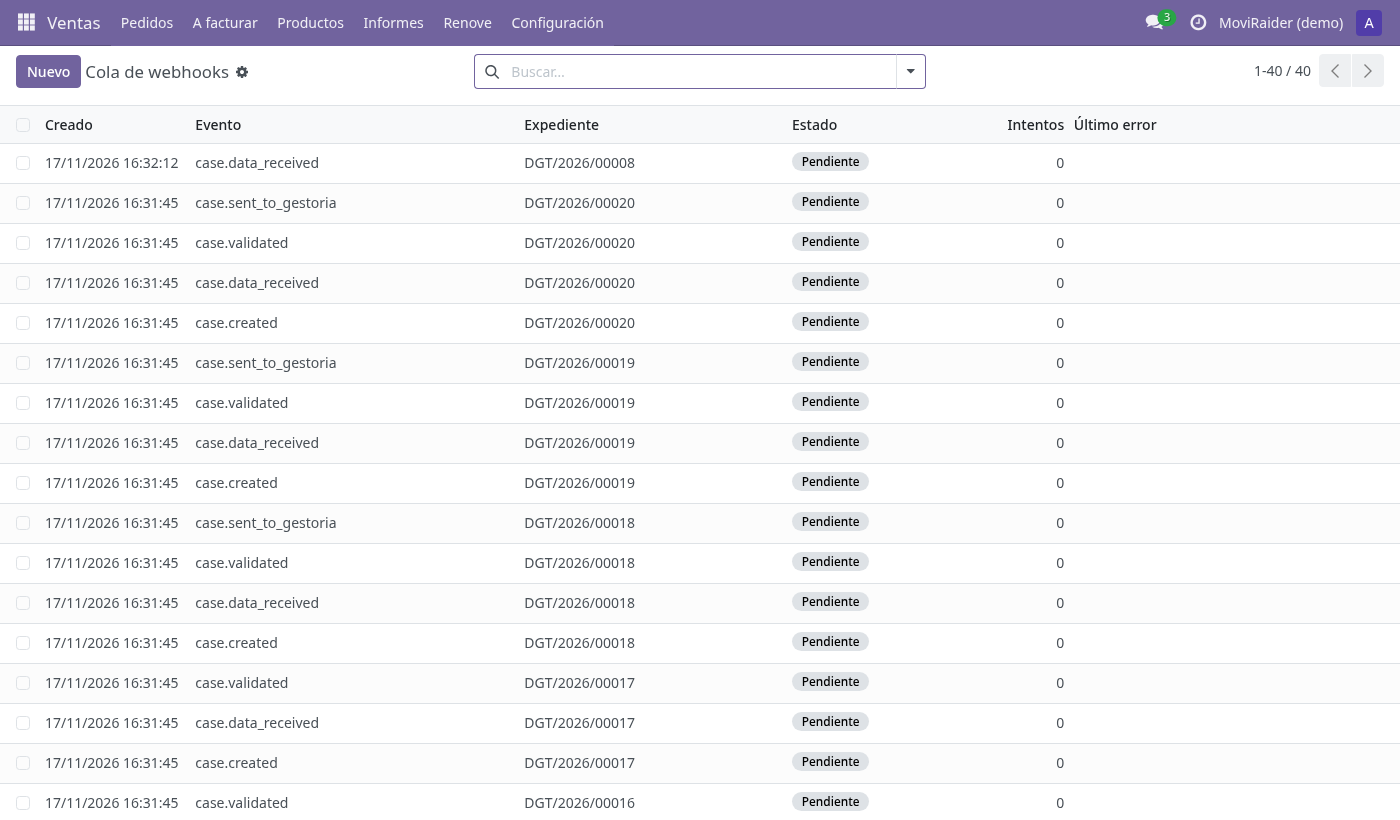 Ventas Pedidos A facturar Productos Informes Renove Configuración 3 MoviRaider (demo) A
Nuevo Cola de webhooks Buscar... 1-40 / 40
Creado Evento Expediente Estado Intentos Último error
17/11/2026 16:32:12 case.data_received DGT/2026/00008 Pendiente 0
17/11/2026 16:31:45 case.sent_to_gestoria DGT/2026/00020 Pendiente 0
17/11/2026 16:31:45 case.validated DGT/2026/00020 Pendiente 0
17/11/2026 16:31:45 case.data_received DGT/2026/00020 Pendiente 0
17/11/2026 16:31:45 case.created DGT/2026/00020 Pendiente 0
17/11/2026 16:31:45 case.sent_to_gestoria DGT/2026/00019 Pendiente 0
17/11/2026 16:31:45 case.validated DGT/2026/00019 Pendiente 0
17/11/2026 16:31:45 case.data_received DGT/2026/00019 Pendiente 0
17/11/2026 16:31:45 case.created DGT/2026/00019 Pendiente 0
17/11/2026 16:31:45 case.sent_to_gestoria DGT/2026/00018 Pendiente 0
17/11/2026 16:31:45 case.validated DGT/2026/00018 Pendiente 0
17/11/2026 16:31:45 case.data_received DGT/2026/00018 Pendiente 0
17/11/2026 16:31:45 case.created DGT/2026/00018 Pendiente 0
17/11/2026 16:31:45 case.validated DGT/2026/00017 Pendiente 0
17/11/2026 16:31:45 case.data_received DGT/2026/00017 Pendiente 0
17/11/2026 16:31:45 case.created DGT/2026/00017 Pendiente 0
17/11/2026 16:31:45 case.validated DGT/2026/00016 Pendiente 0